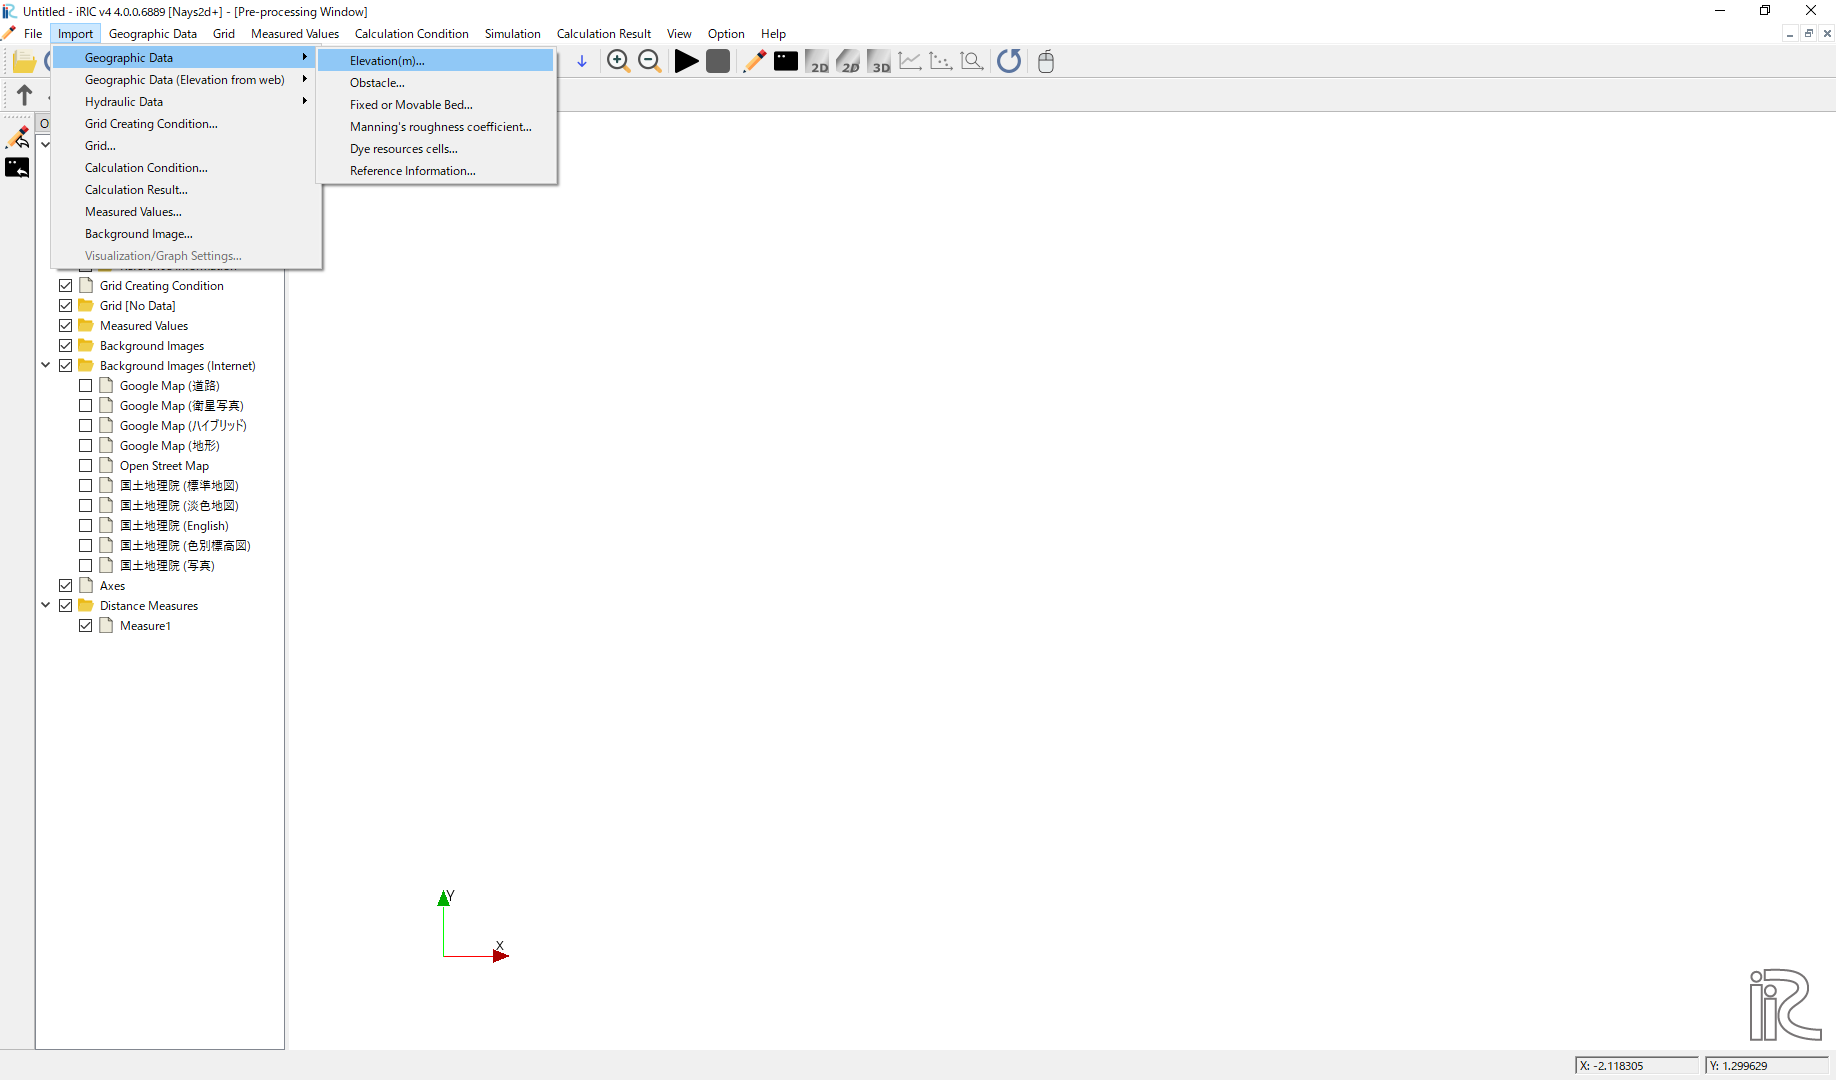 Untitled - iRIC v4 4.0.0.6889 [Nays2d+] - [Pre-processing Window]
File Import Geographic Data Grid Measured Values Calculation Condition Simulation Calculation Result View Option Help
Geographic Data
Geographic Data (Elevation from web)
Hydraulic Data
Grid Creating Condition...
Grid...
Calculation Condition...
Calculation Result...
Measured Values...
Background Image...
Visualization/Graph Settings...
Elevation(m)...
Obstacle...
Fixed or Movable Bed...
Manning's roughness coefficient...
Dye resources cells...
Reference Information...
2D 2D 3D
Grid Creating Condition
Grid [No Data]
Measured Values
Background Images
Background Images (Internet)
Google Map (道路)
Google Map (衛星写真)
Google Map (ハイブリッド)
Google Map (地形)
Open Street Map
国土地理院 (標準地図)
国土地理院 (淡色地図)
国土地理院 (English)
国土地理院 (色別標高図)
国土地理院 (写真)
Axes
Distance Measures
Measure1
Y
X
iRIC
X: -2.118305
Y: 1.299629